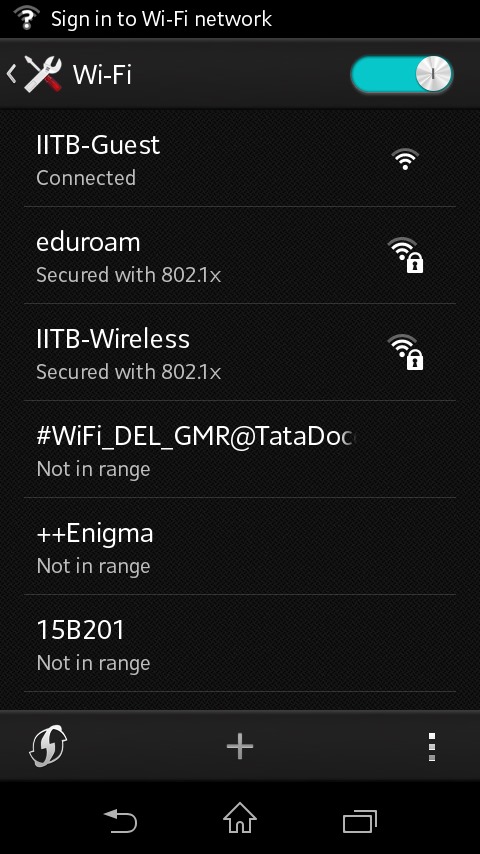 Sign in to Wi-Fi network
Wi-Fi
IITB-Guest
Connected
eduroam
Secured with 802.1x
IITB-Wireless
Secured with 802.1x
#WiFi_DEL_GMR@TataDoc
Not in range
++Enigma
Not in range
15B201
Not in range